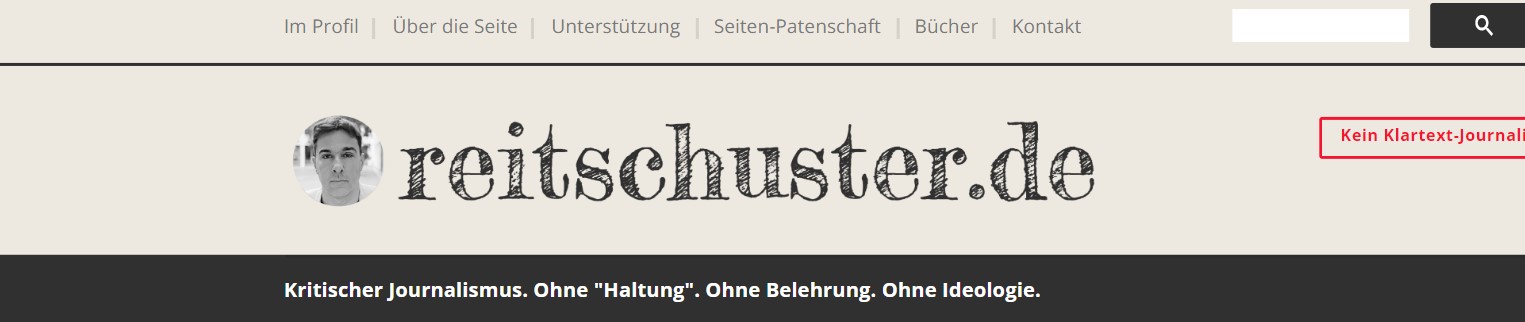 Im Profil | Über die Seite | Unterstützung | Seiten-Patenschaft | Bücher | Kontakt
reitschuster.de
Kein Klartext-Journali
Kritischer Journalismus. Ohne "Haltung". Ohne Belehrung. Ohne Ideologie.